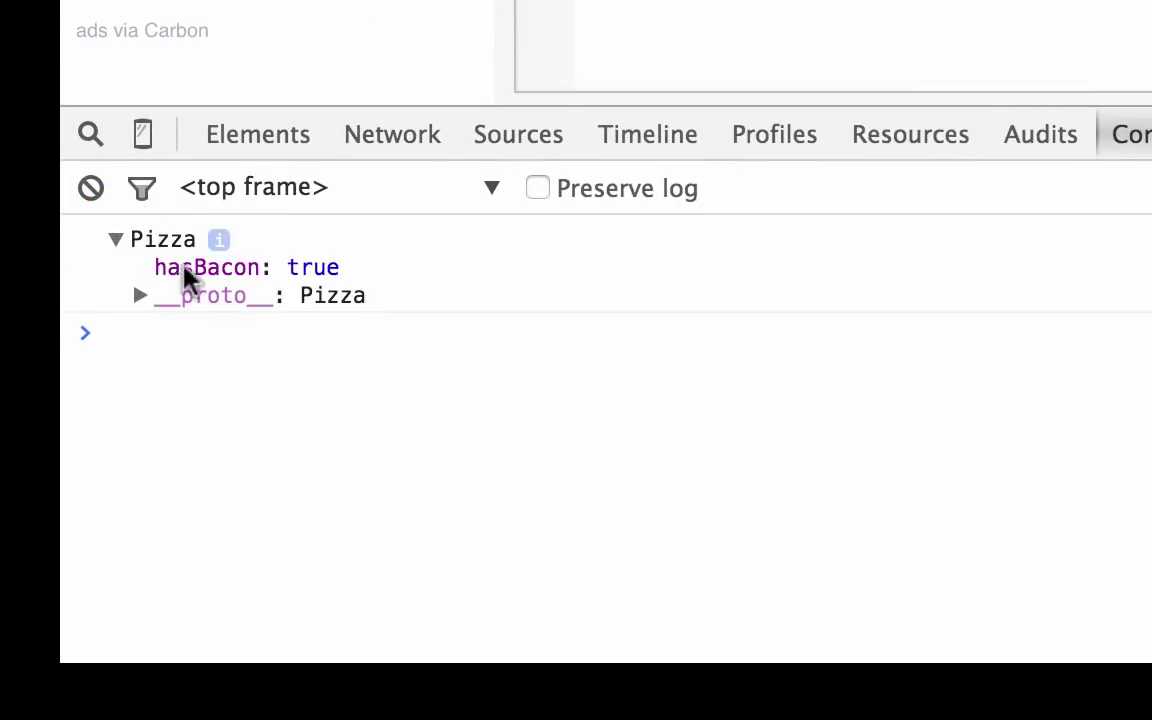 ads via Carbon
Elements Network Sources Timeline Profiles Resources Audits Cor
<top frame> ▼ Preserve log
▼ Pizza i
hasBacon: true
▶ __proto__: Pizza
>